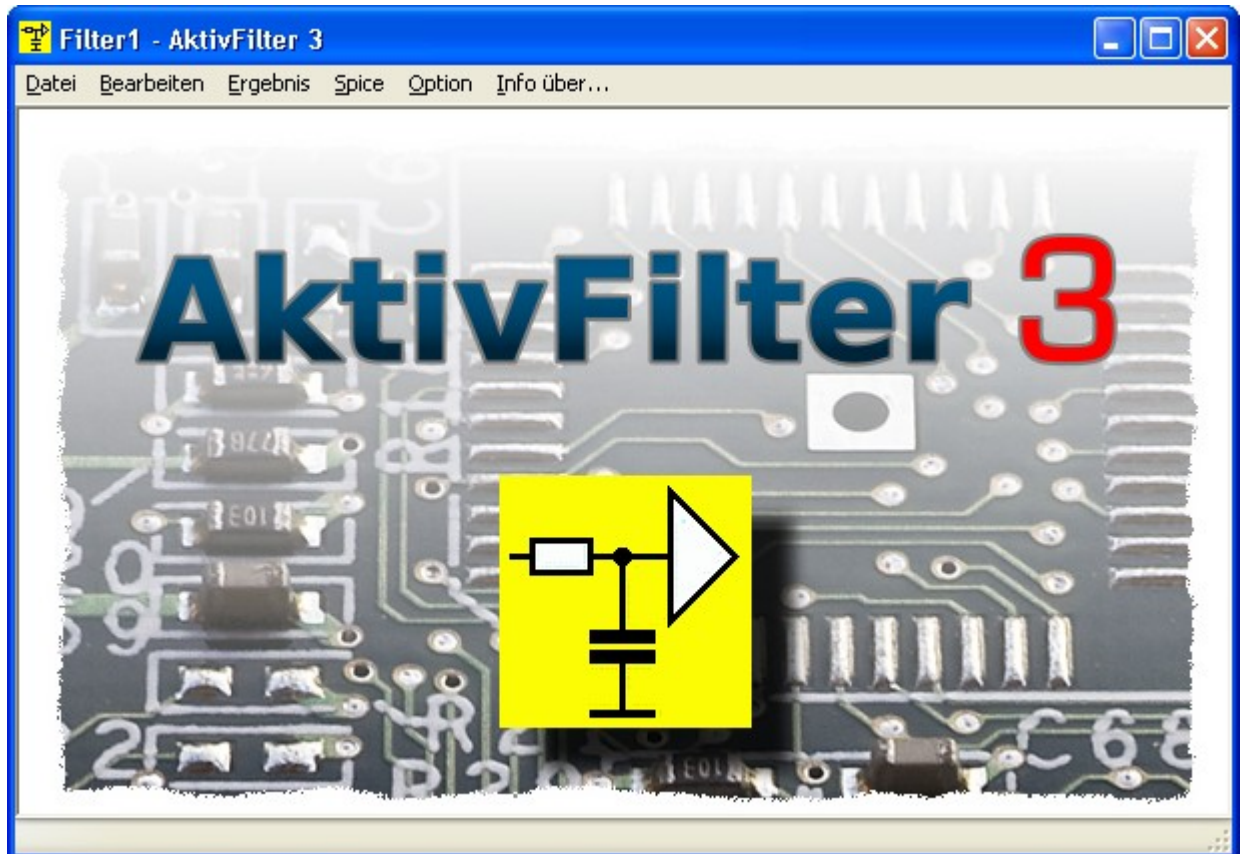 Filter1 - AktivFilter 3
Datei Bearbeiten Ergebnis Spice Option Info über...
AktivFilter 3